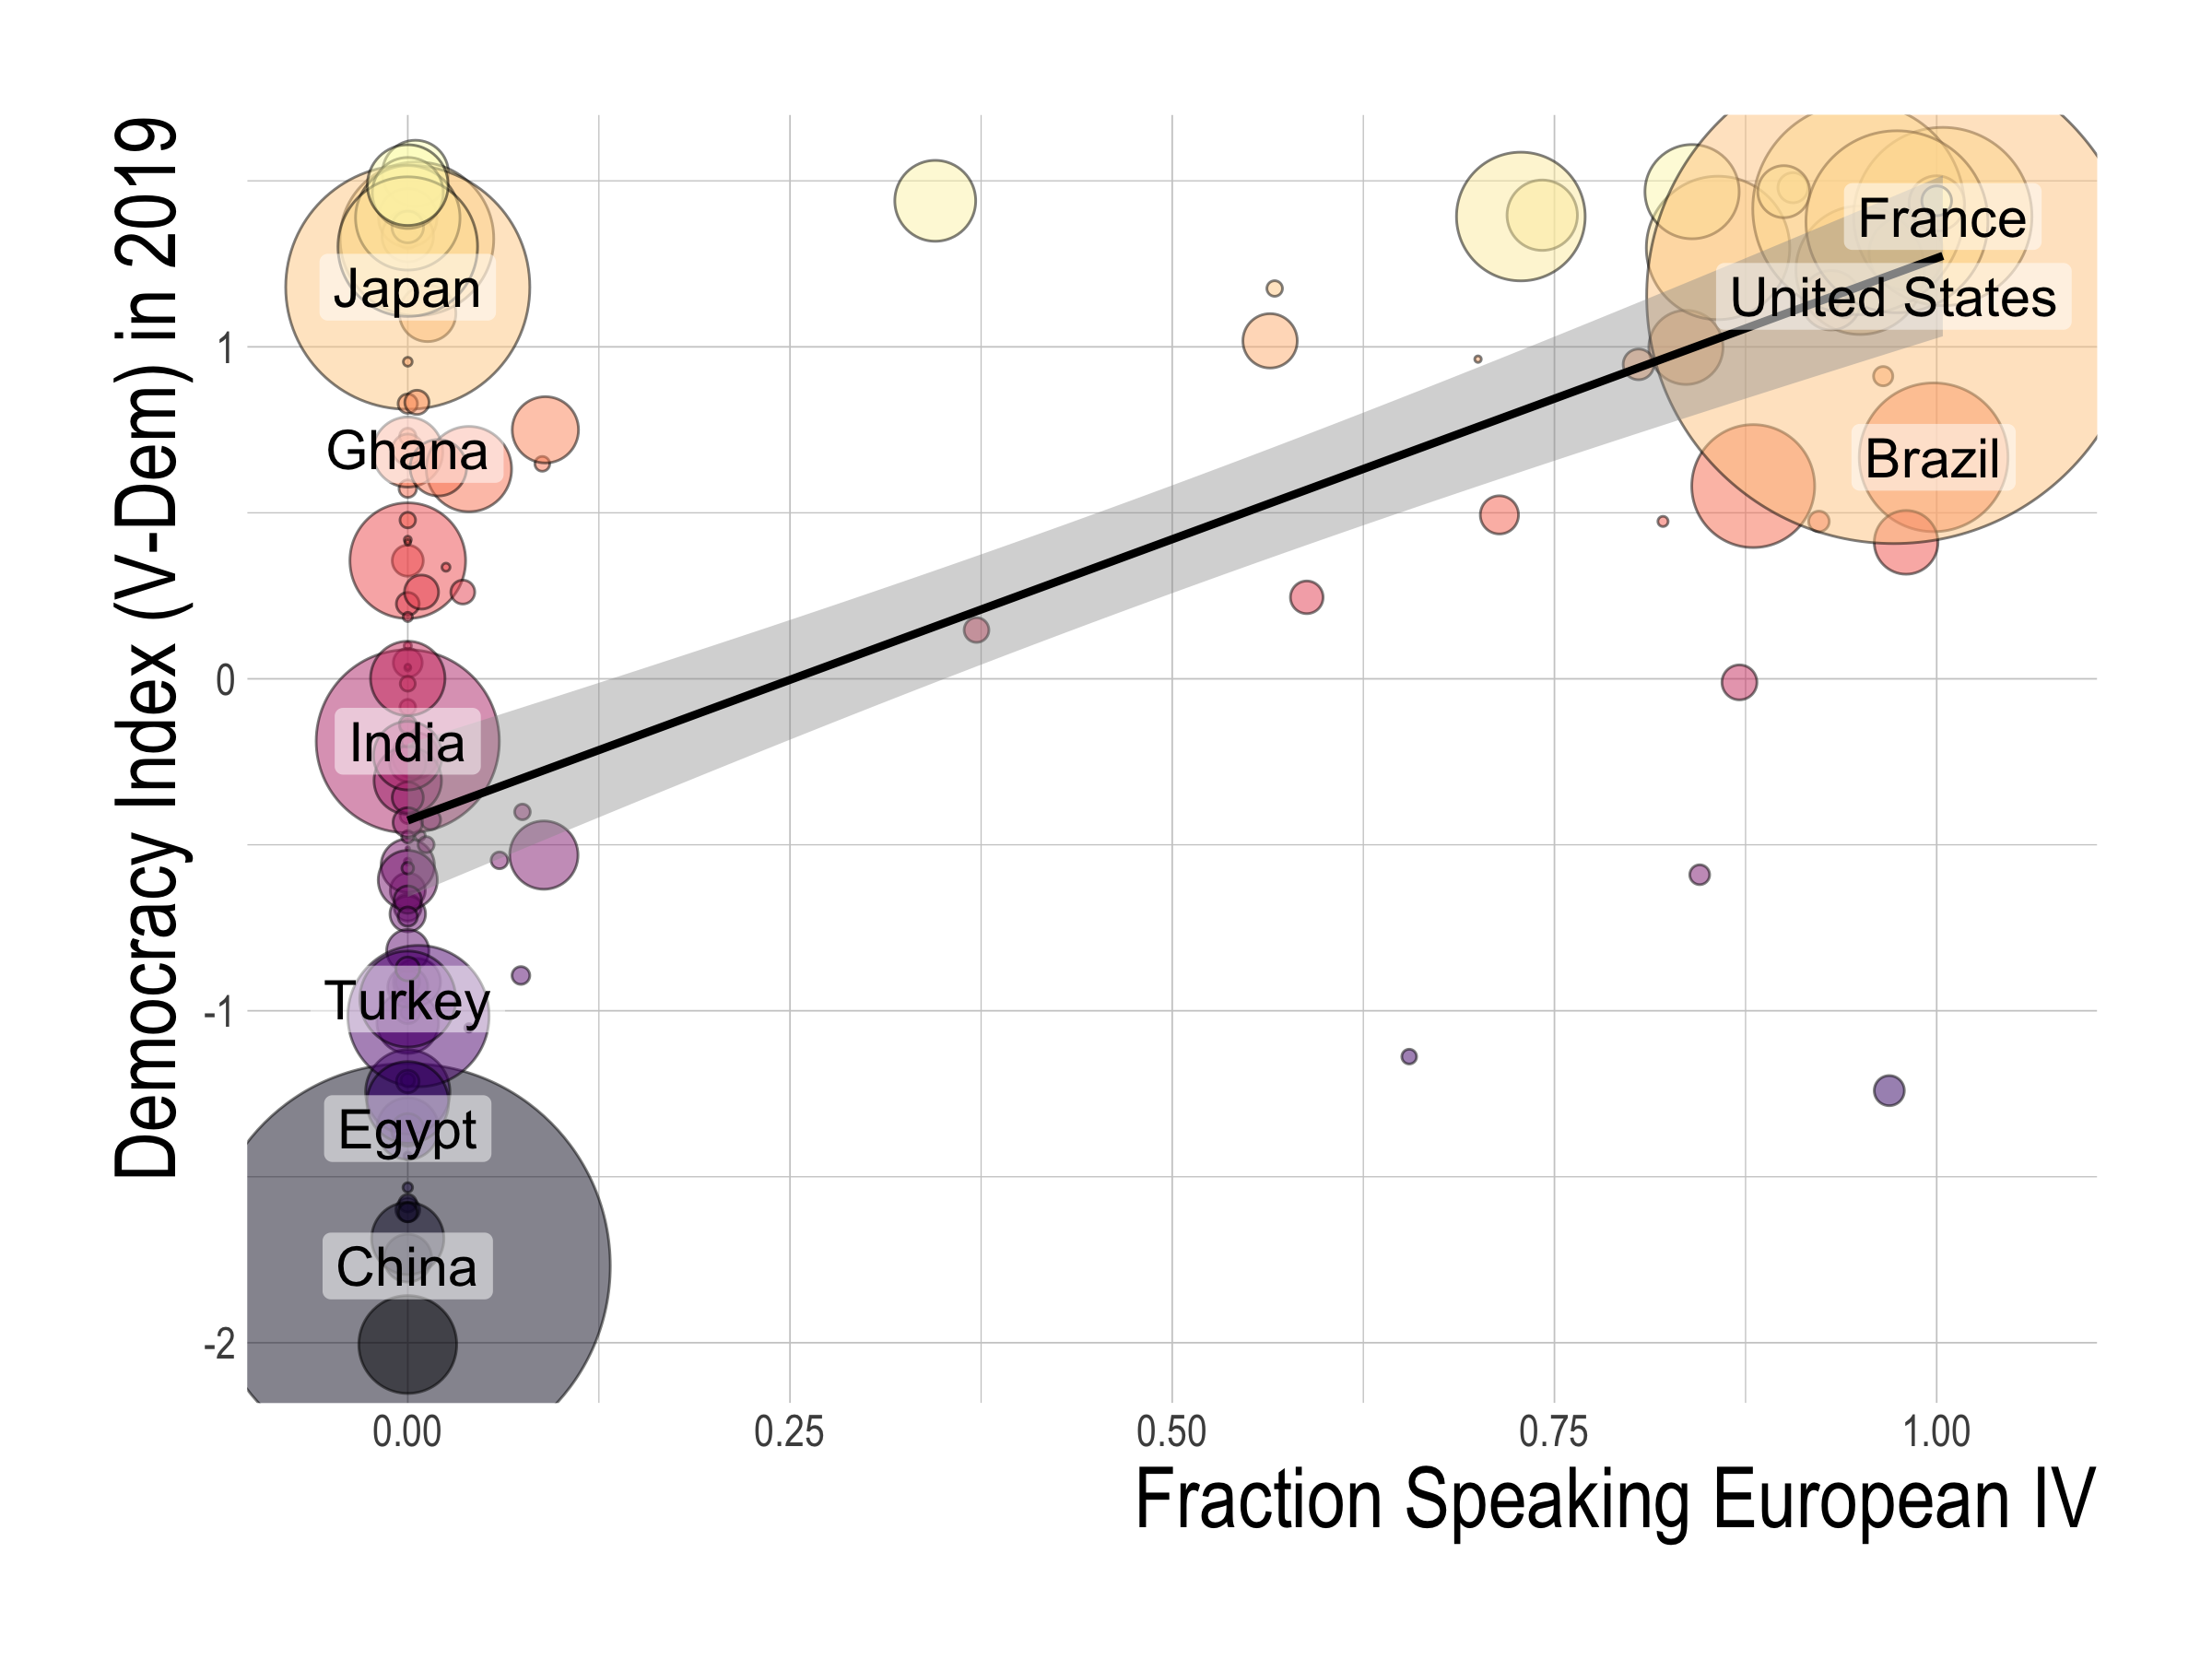 Democracy Index (V-Dem) in 2019
1
0
-1
-2
Japan
France
United States
Ghana
Brazil
India
Turkey
Egypt
China
0.00 0.25 0.50 0.75 1.00
Fraction Speaking European IV